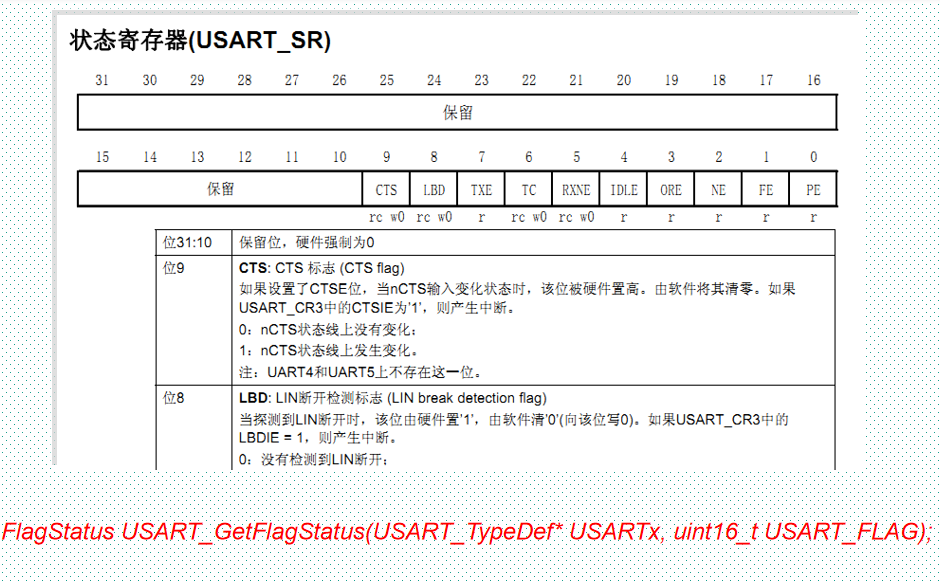 状态寄存器(USART_SR)
31 30 29 28 27 26 25 24 23 22 21 20 19 18 17 16
保留
15 14 13 12 11 10 9 8 7 6 5 4 3 2 1 0
保留 CTS LBD TXE TC RXNE IDLE ORE NE FE PE
rc w0 rc w0 r rc w0 rc w0 r r r r r
位31:10 保留位，硬件强制为0
位9 CTS: CTS 标志 (CTS flag)
如果设置了CTSE位，当nCTS输入变化状态时，该位被硬件置高。由软件将其清零。如果
USART_CR3中的CTSIE为'1'，则产生中断。
0：nCTS状态线上没有变化；
1：nCTS状态线上发生变化。
注：UART4和UART5上不存在这一位。
位8 LBD: LIN断开检测标志 (LIN break detection flag)
当探测到LIN断开时，该位由硬件置'1'，由软件清'0'(向该位写0)。如果USART_CR3中的
LBDIE = 1，则产生中断。
0：没有检测到LIN断开；
FlagStatus USART_GetFlagStatus(USART_TypeDef* USARTx, uint16_t USART_FLAG);